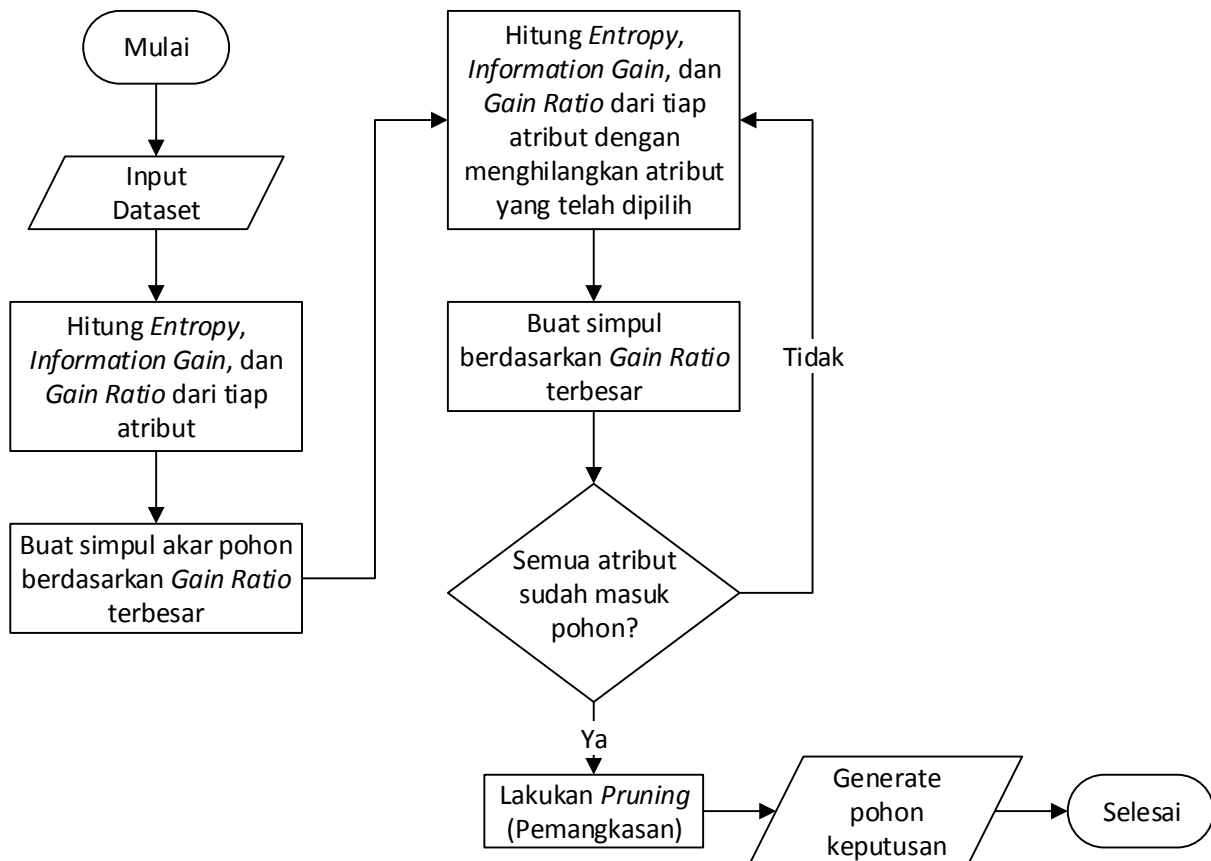 Mulai
Input
Dataset
Hitung Entropy,
Information Gain, dan
Gain Ratio dari tiap
atribut
Buat simpul akar pohon
berdasarkan Gain Ratio
terbesar
Hitung Entropy,
Information Gain, dan
Gain Ratio dari tiap
atribut dengan
menghilangkan atribut
yang telah dipilih
Buat simpul
berdasarkan Gain Ratio
terbesar
Tidak
Semua atribut
sudah masuk
pohon?
Ya
Lakukan Pruning
(Pemangkasan)
Generate
pohon
keputusan
Selesai